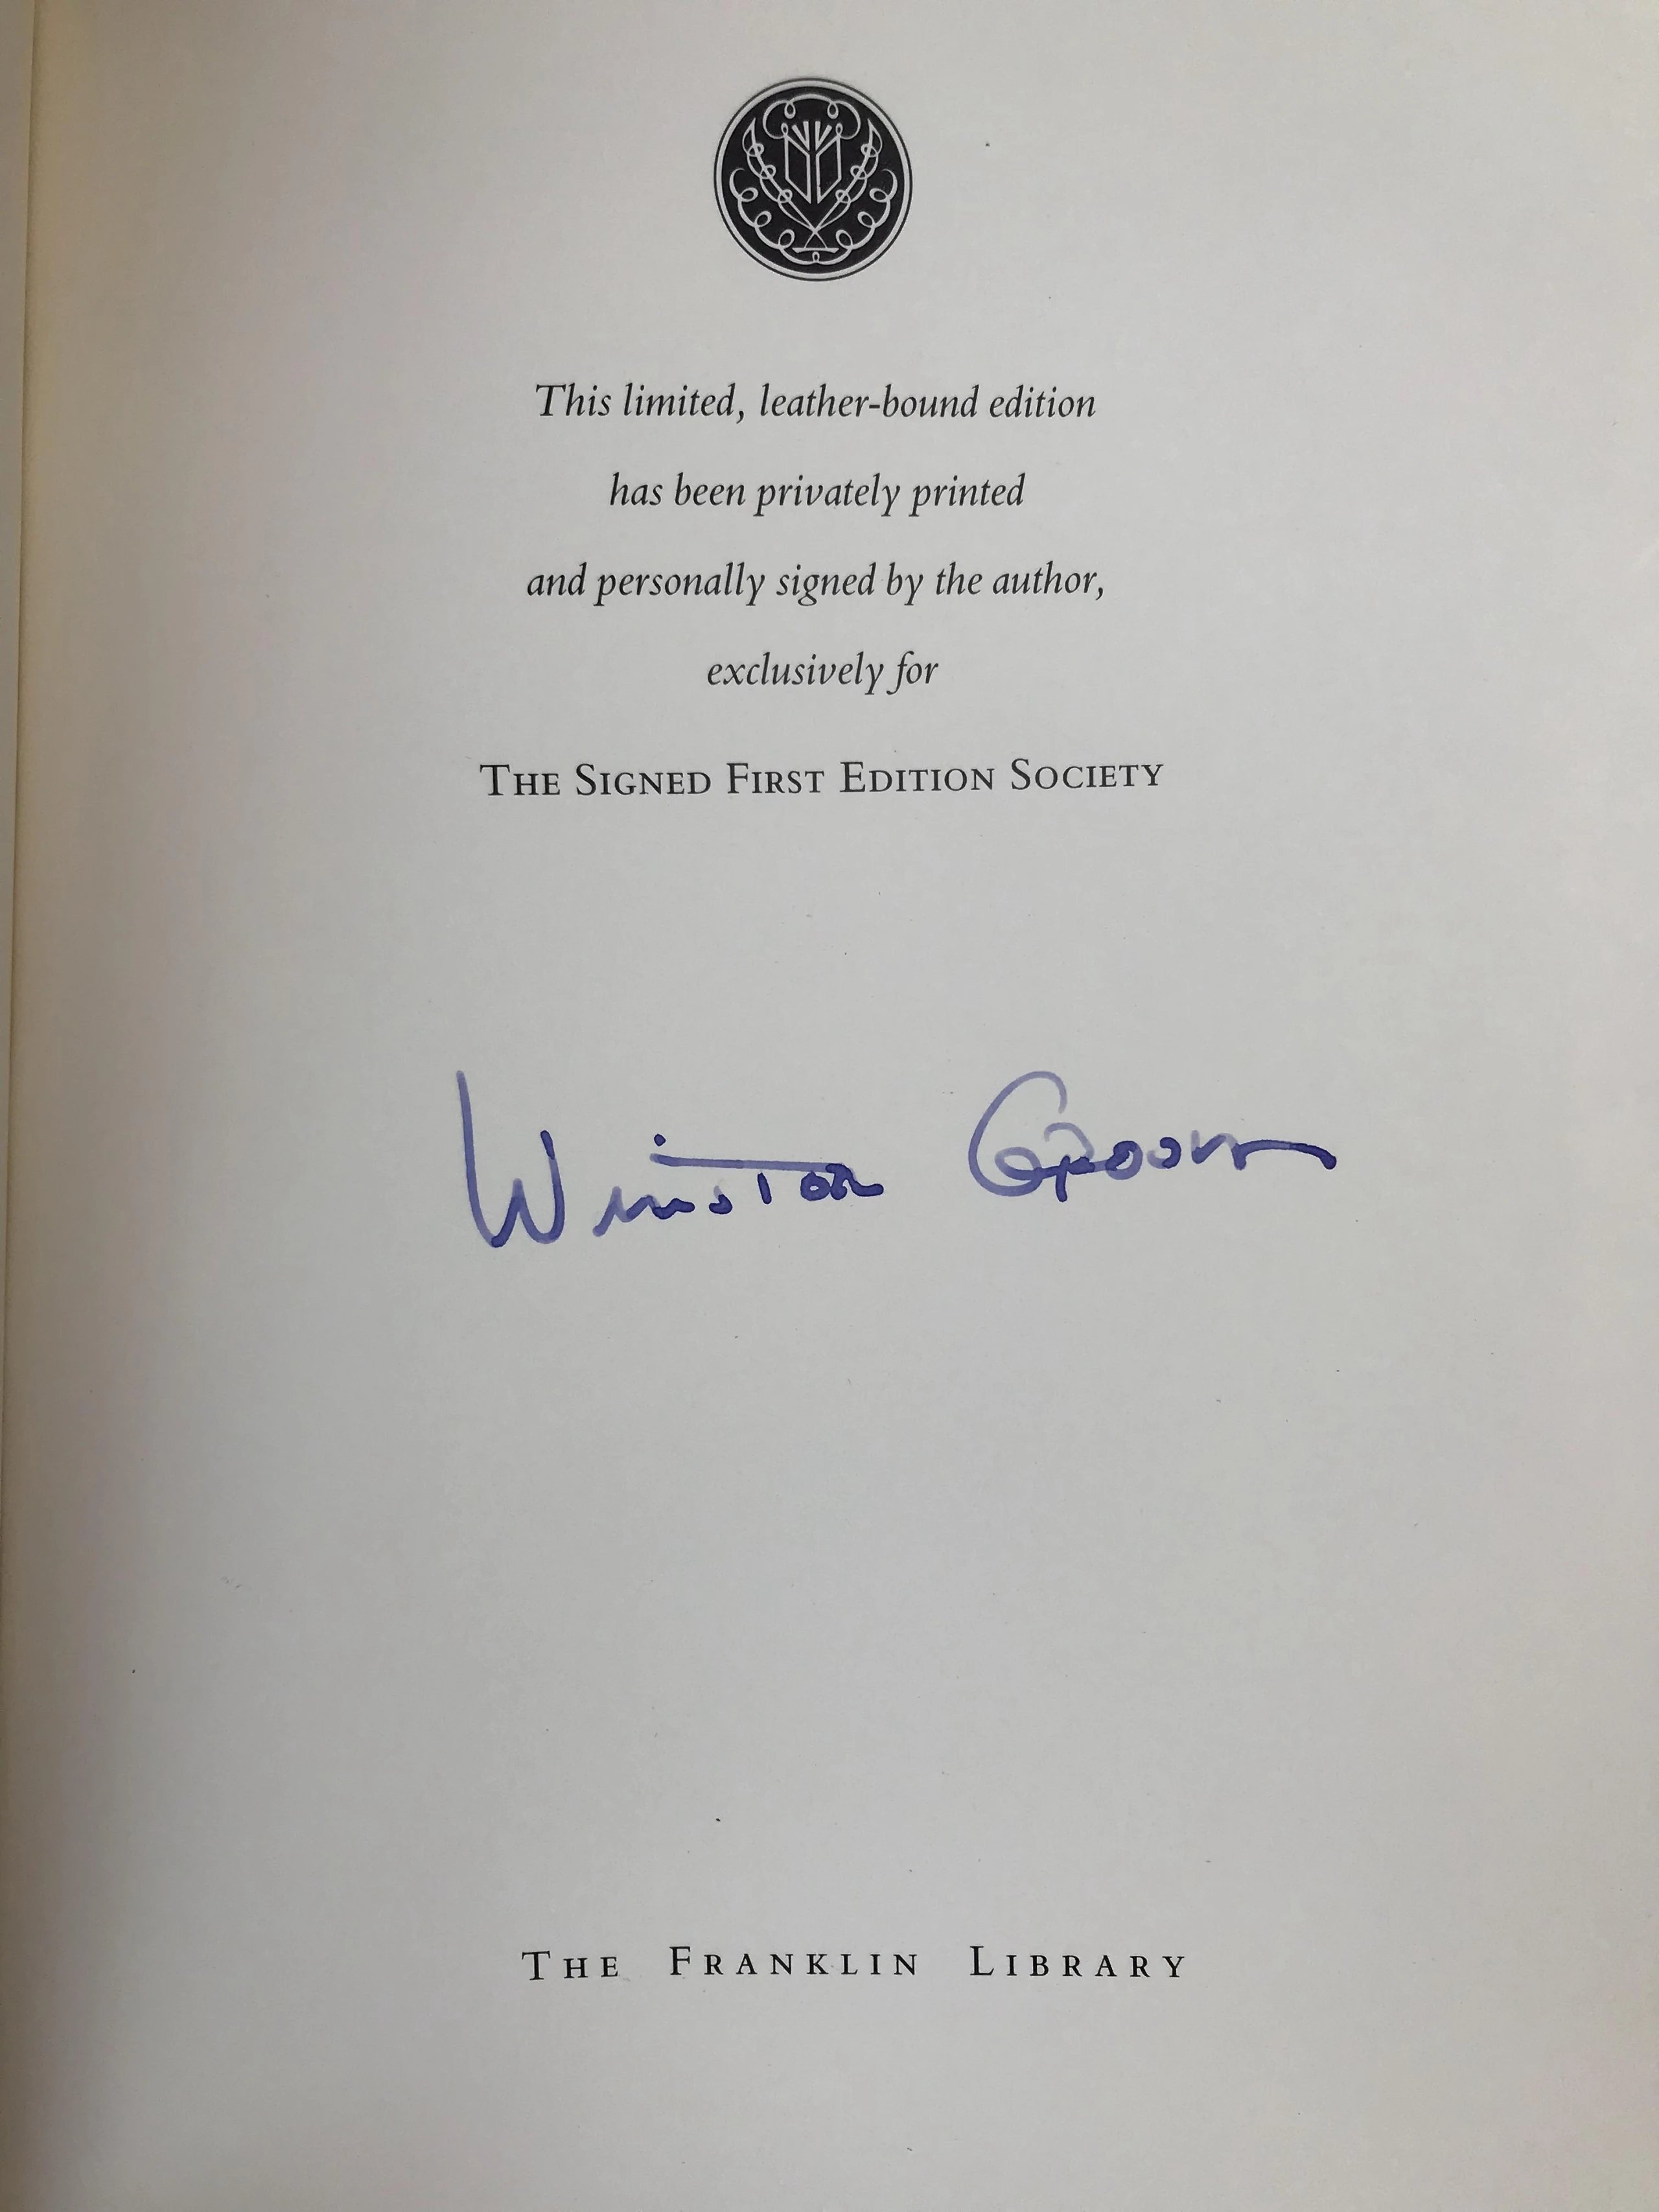 This limited, leather-bound edition
has been privately printed
and personally signed by the author,
exclusively for
THE SIGNED FIRST EDITION SOCIETY
Winston Groom
THE FRANKLIN LIBRARY